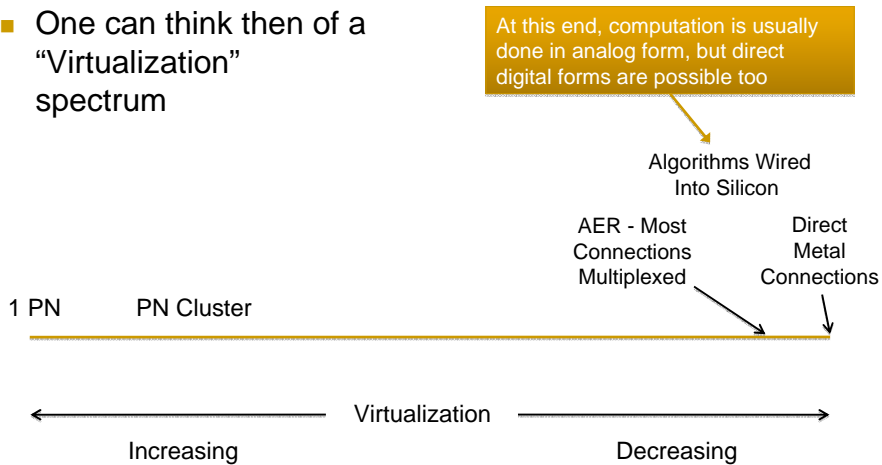 One can think then of a
“Virtualization”
spectrum
At this end, computation is usually
done in analog form, but direct
digital forms are possible too
Algorithms Wired
Into Silicon
AER - Most
Connections
Multiplexed
Direct
Metal
Connections
1 PN
PN Cluster
Virtualization
Increasing
Decreasing